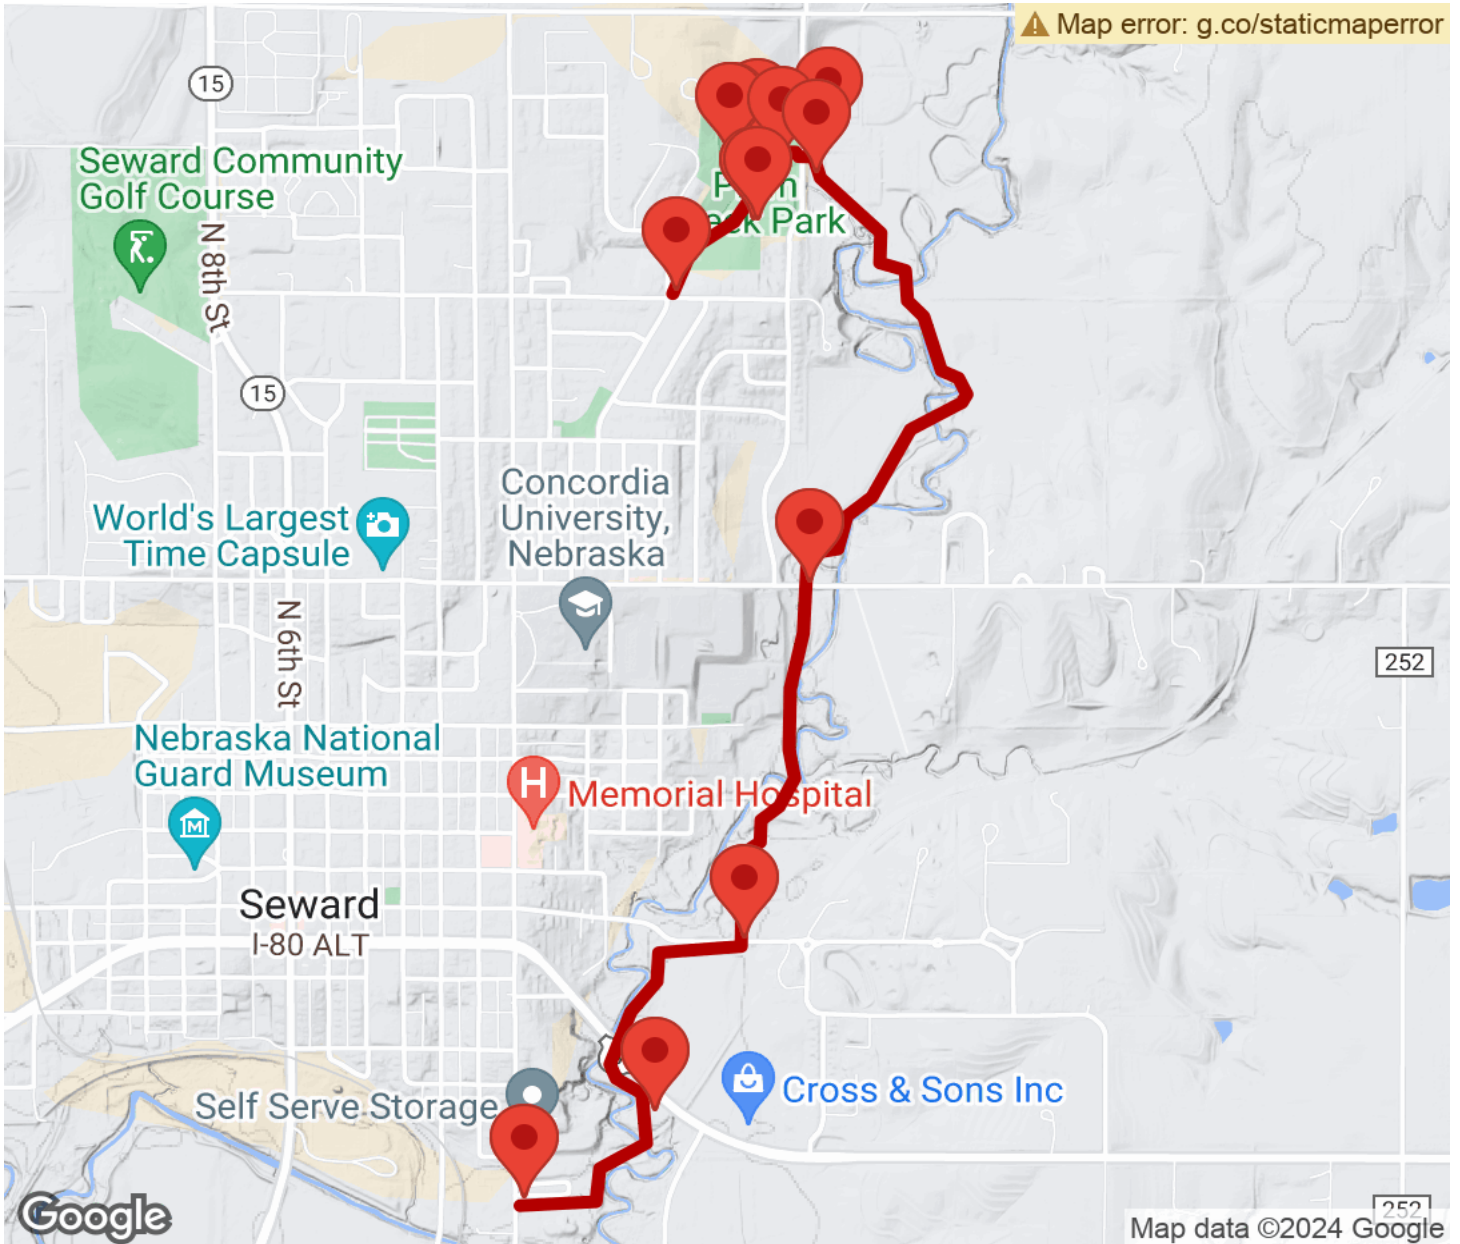 Map error: g.co/staticmaperror
15
Seward Community
Golf Course
N 8th St
eek Park
15
Concordia
University,
Nebraska
World's Largest
Time Capsule
N 6th St
252
Nebraska National
Guard Museum
H
Memorial Hospital
M
Seward
I-80 ALT
Cross & Sons Inc
Self Serve Storage
252
Google
Map data ©2024 Google